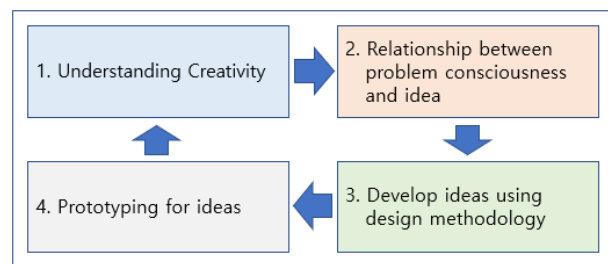 1. Understanding Creativity
2. Relationship between
problem consciousness
and idea
3. Develop ideas using
design methodology
4. Prototyping for ideas